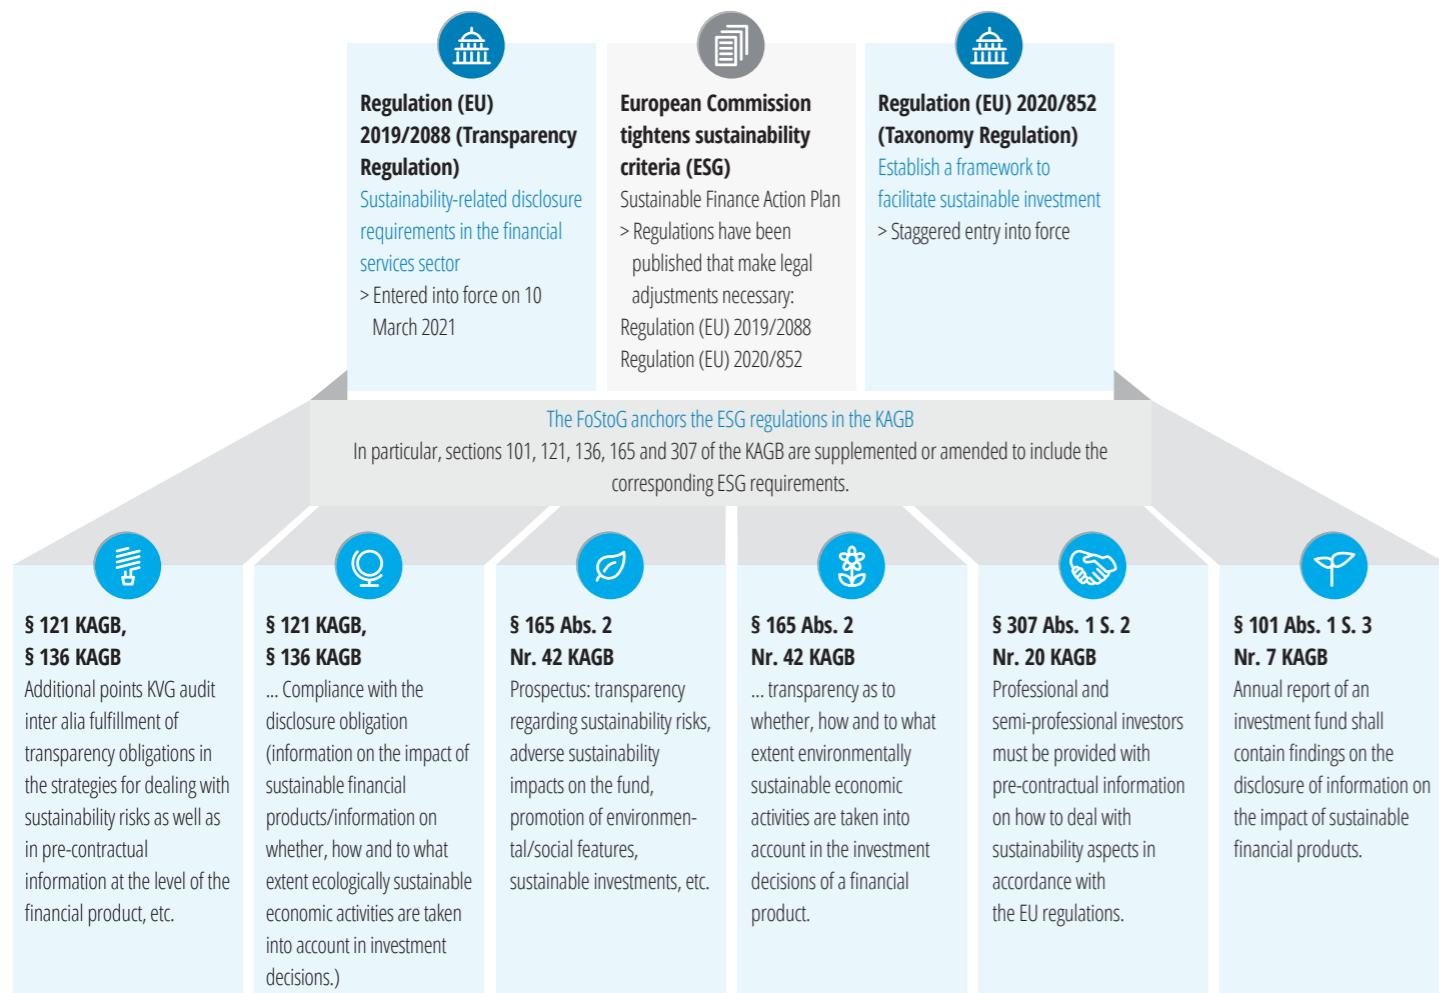 Regulation (EU)
2019/2088 (Transparency
Regulation)
Sustainability-related disclosure
requirements in the financial
services sector
> Entered into force on 10
March 2021
European Commission
tightens sustainability
criteria (ESG)
Sustainable Finance Action Plan
> Regulations have been
published that make legal
adjustments necessary:
Regulation (EU) 2019/2088
Regulation (EU) 2020/852
Regulation (EU) 2020/852
(Taxonomy Regulation)
Establish a framework to
facilitate sustainable investment
> Staggered entry into force
The FoStoG anchors the ESG regulations in the KAGB
In particular, sections 101, 121, 136, 165 and 307 of the KAGB are supplemented or amended to include the
corresponding ESG requirements.
§ 121 KAGB,
§ 136 KAGB
Additional points KVG audit
inter alia fulfillment of
transparency obligations in
the strategies for dealing with
sustainability risks as well as
in pre-contractual
information at the level of the
financial product, etc.
§ 121 KAGB,
§ 136 KAGB
... Compliance with the
disclosure obligation
(information on the impact of
sustainable financial
products/information on
whether, how and to what
extent ecologically sustainable
economic activities are taken
into account in investment
decisions.)
§ 165 Abs. 2
Nr. 42 KAGB
Prospectus: transparency
regarding sustainability risks,
adverse sustainability
impacts on the fund,
promotion of environmen-
tal/social features,
sustainable investments, etc.
§ 165 Abs. 2
Nr. 42 KAGB
... transparency as to
whether, how and to what
extent environmentally
sustainable economic
activities are taken into
account in the investment
decisions of a financial
product.
§ 307 Abs. 1 S. 2
Nr. 20 KAGB
Professional and
semi-professional investors
must be provided with
pre-contractual information
on how to deal with
sustainability aspects in
accordance with
the EU regulations.
§ 101 Abs. 1 S. 3
Nr. 7 KAGB
Annual report of an
investment fund shall
contain findings on the
disclosure of information on
the impact of sustainable
financial products.